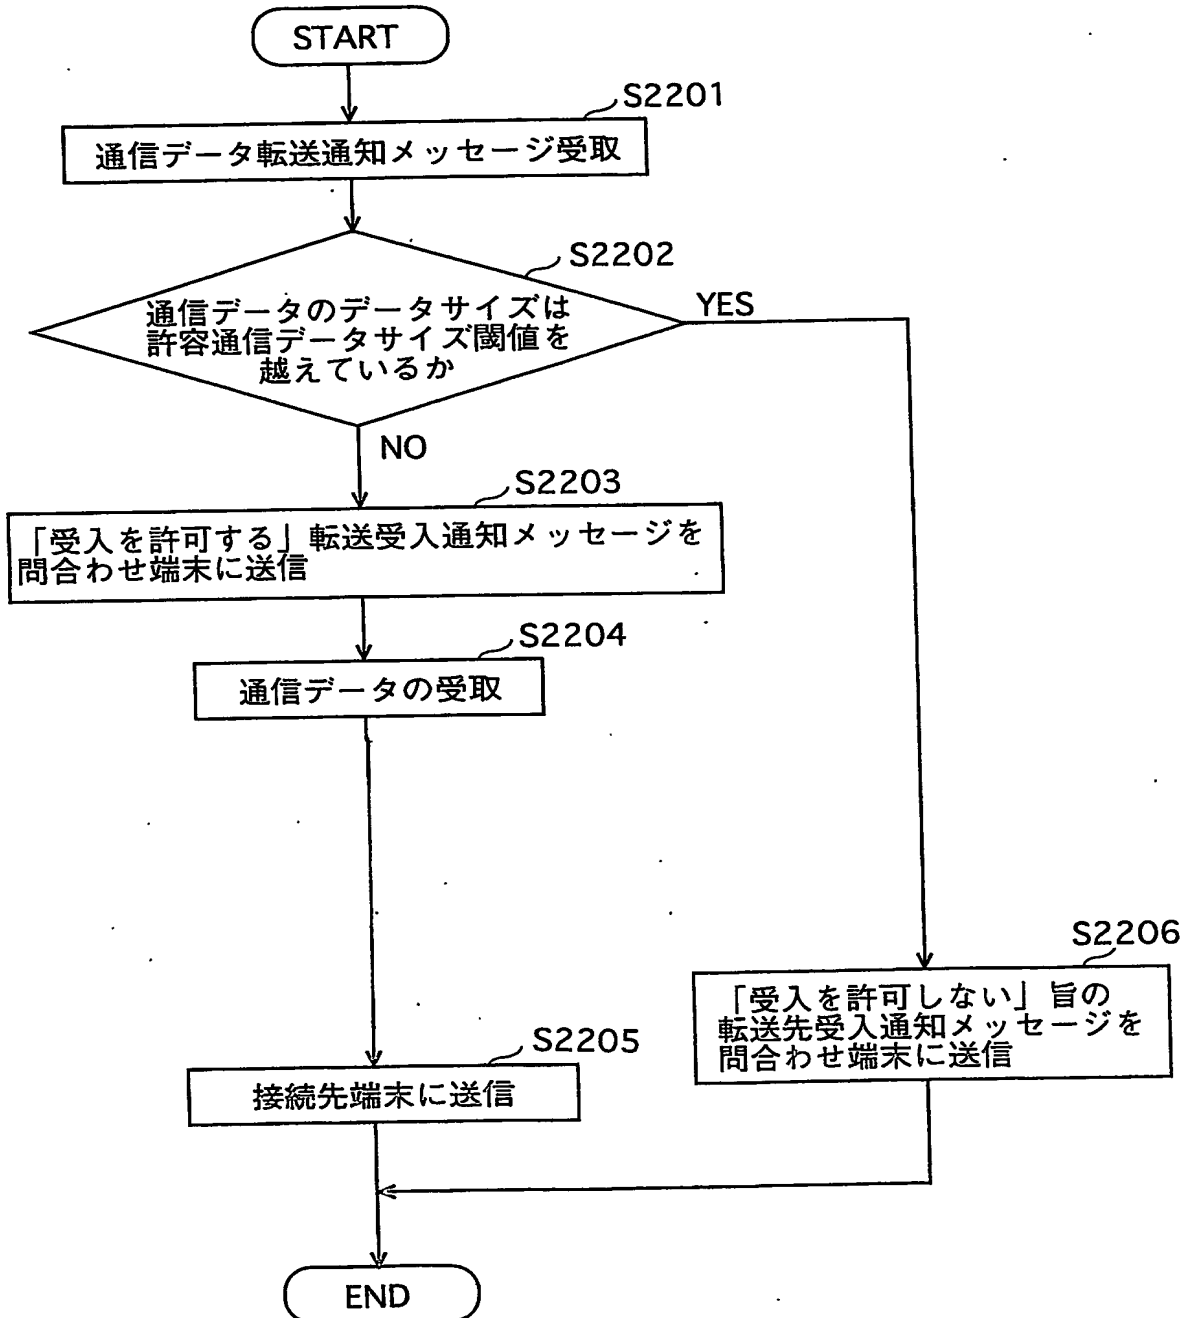 START
S2201
通信データ転送通知メッセージ受取
S2202
通信データのデータサイズは
許容通信データサイズ閾値を
越えているか
YES
NO
S2203
「受入を許可する」転送受入通知メッセージを
問合わせ端末に送信
S2204
通信データの受取
S2206
「受入を許可しない」旨の
転送先受入通知メッセージを
問合わせ端末に送信
S2205
接続先端末に送信
END